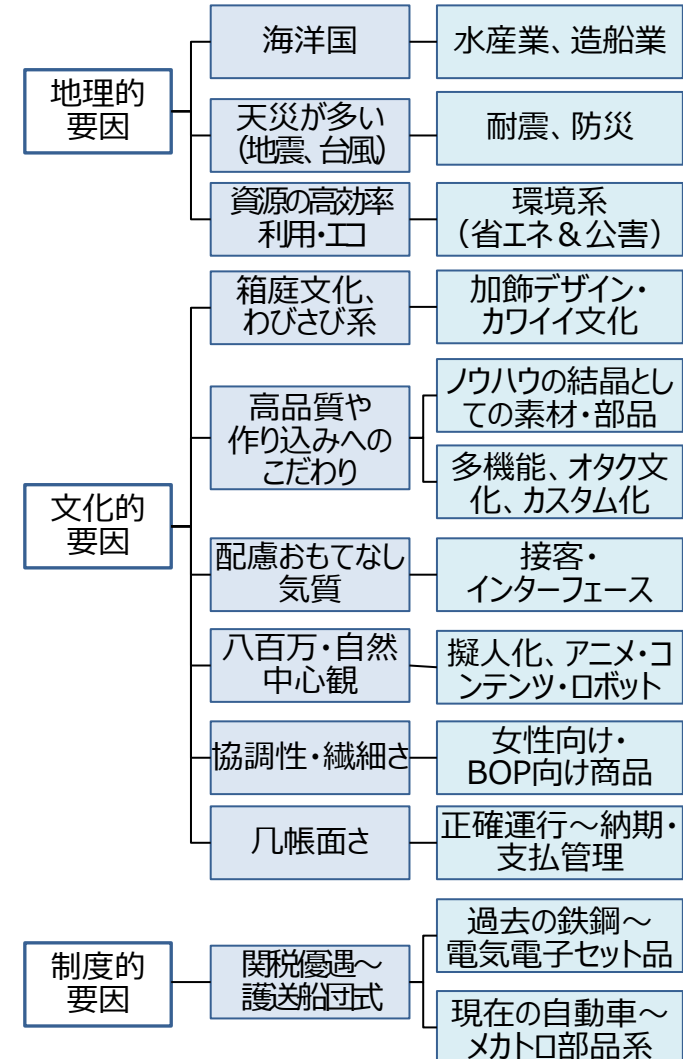 海洋国
水産業、造船業
地理的
要因
天災が多い
(地震、台風)
耐震、防災
資源の高効率
利用・エコ
環境系
（省エネ＆公害）
箱庭文化、
わびさび系
加飾デザイン・
カワイイ文化
高品質や
作り込みへの
こだわり
ノウハウの結晶とし
ての素材・部品
多機能、オタク文
化、カスタム化
文化的
要因
配慮おもてなし
気質
接客・
インターフェース
八百万・自然
中心観
擬人化、アニメ・コ
ンテンツ・ロボット
協調性・繊細さ
女性向け・
BOP向け商品
几帳面さ
正確運行～納期・
支払管理
制度的
要因
関税優遇～
護送船団式
過去の鉄鋼～
電気電子セット品
現在の自動車～
メカトロ部品系